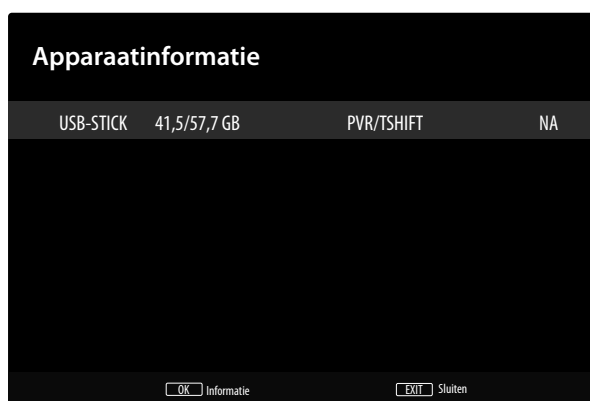 Apparaatinformatie
USB-STICK 41,5/57,7 GB PVR/TSHIFT NA
OK Informatie EXIT Sluiten